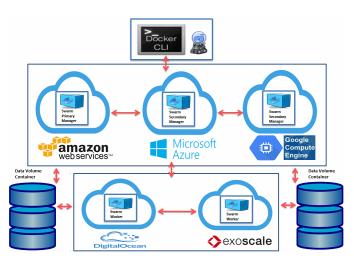 >_ Docker
CLI
Swarm
Primary
Manager
Swarm
Secondary
Manager
Swarm
Secondary
Manager
amazon
webservices™
Microsoft
Azure
Google
Compute
Engine
Data Volume
Container
Data Volume
Container
Swarm
Worker
Swarm
Worker
DigitalOcean
exoscale